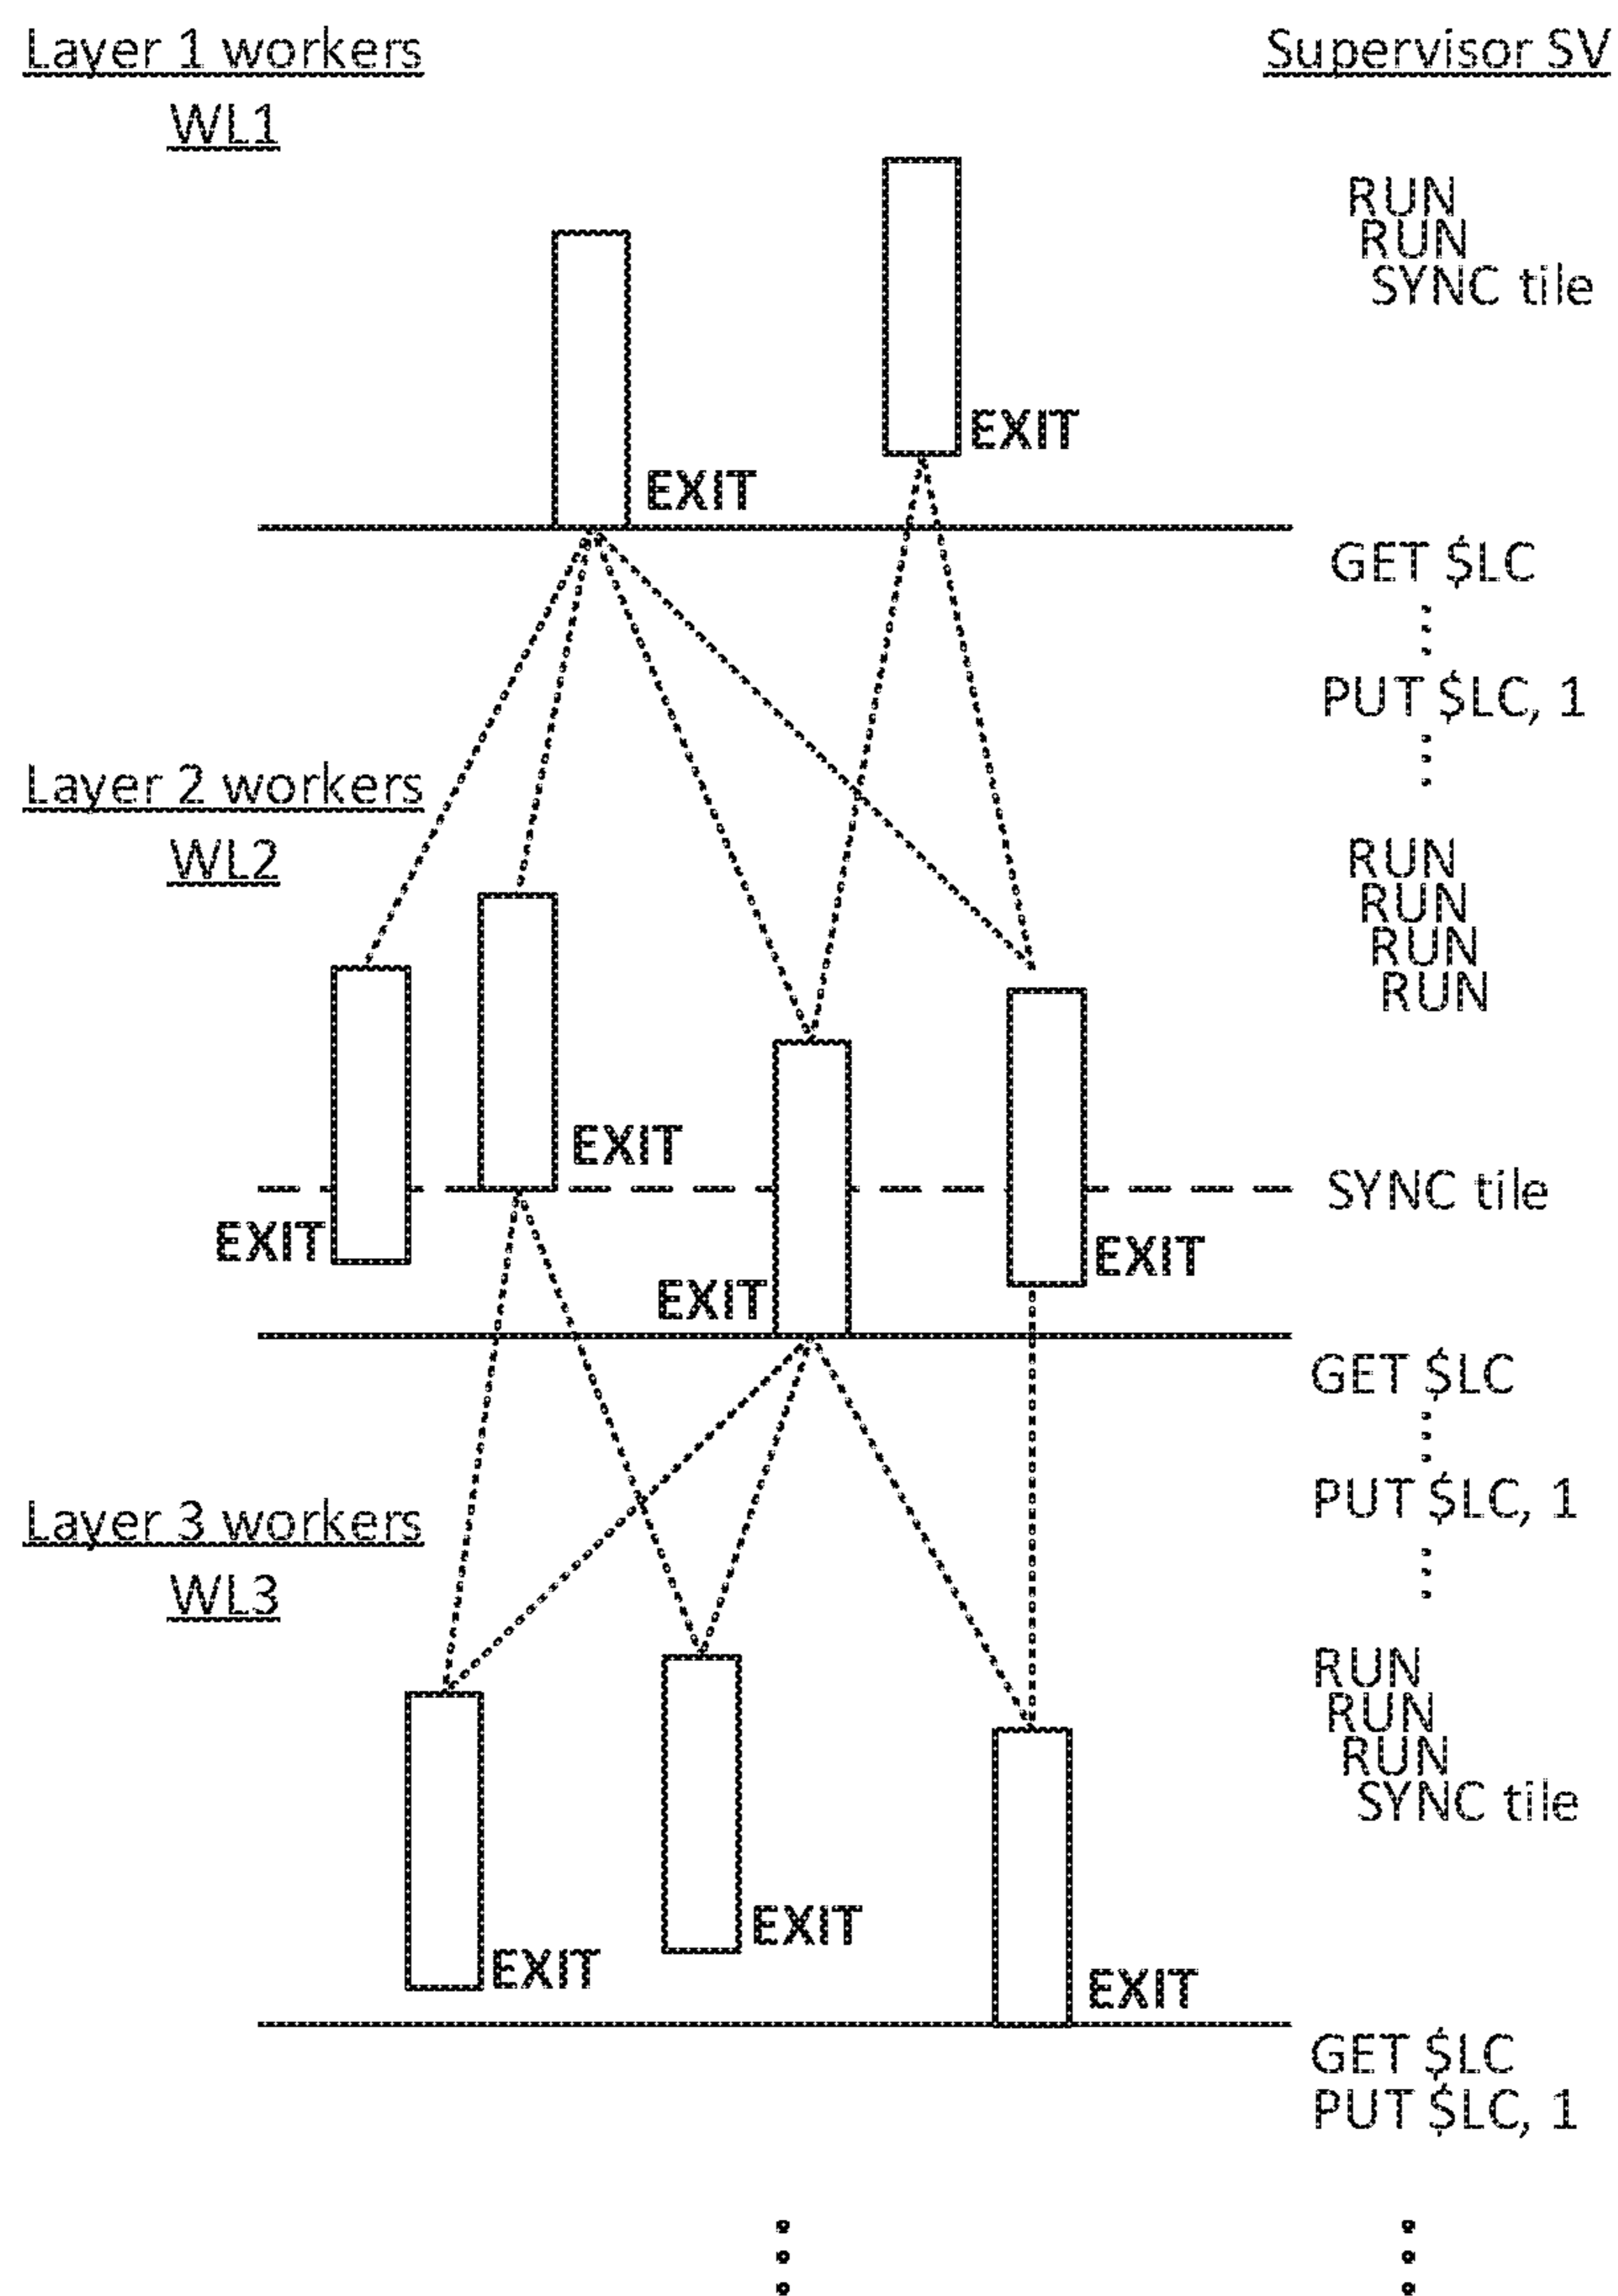 Layer 1 workers
WL1
Supervisor SV
RUN
RUN
SYNC tile
EXIT
EXIT
GET $LC
PUT $LC, 1
Layer 2 workers
WL2
RUN
RUN
RUN
RUN
EXIT
SYNC tile
EXIT
EXIT
EXIT
GET $LC
PUT $LC, 1
Layer 3 workers
WL3
RUN
RUN
RUN
SYNC tile
EXIT
EXIT
EXIT
GET $LC
PUT $LC, 1